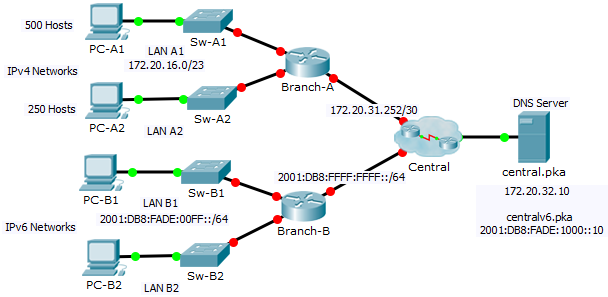 500 Hosts
PC-A1
LAN A1
172.20.16.0/23
Sw-A1
IPv4 Networks
Branch-A
250 Hosts
PC-A2
LAN A2
Sw-A2
172.20.31.252/30
DNS Server
Central
central.pka
172.20.32.10
centralv6.pka
2001:DB8:FADE:1000::10
2001:DB8:FFFF:FFFF::/64
PC-B1
LAN B1
2001:DB8:FADE:00FF::/64
Sw-B1
IPv6 Networks
Branch-B
PC-B2
LAN B2
Sw-B2